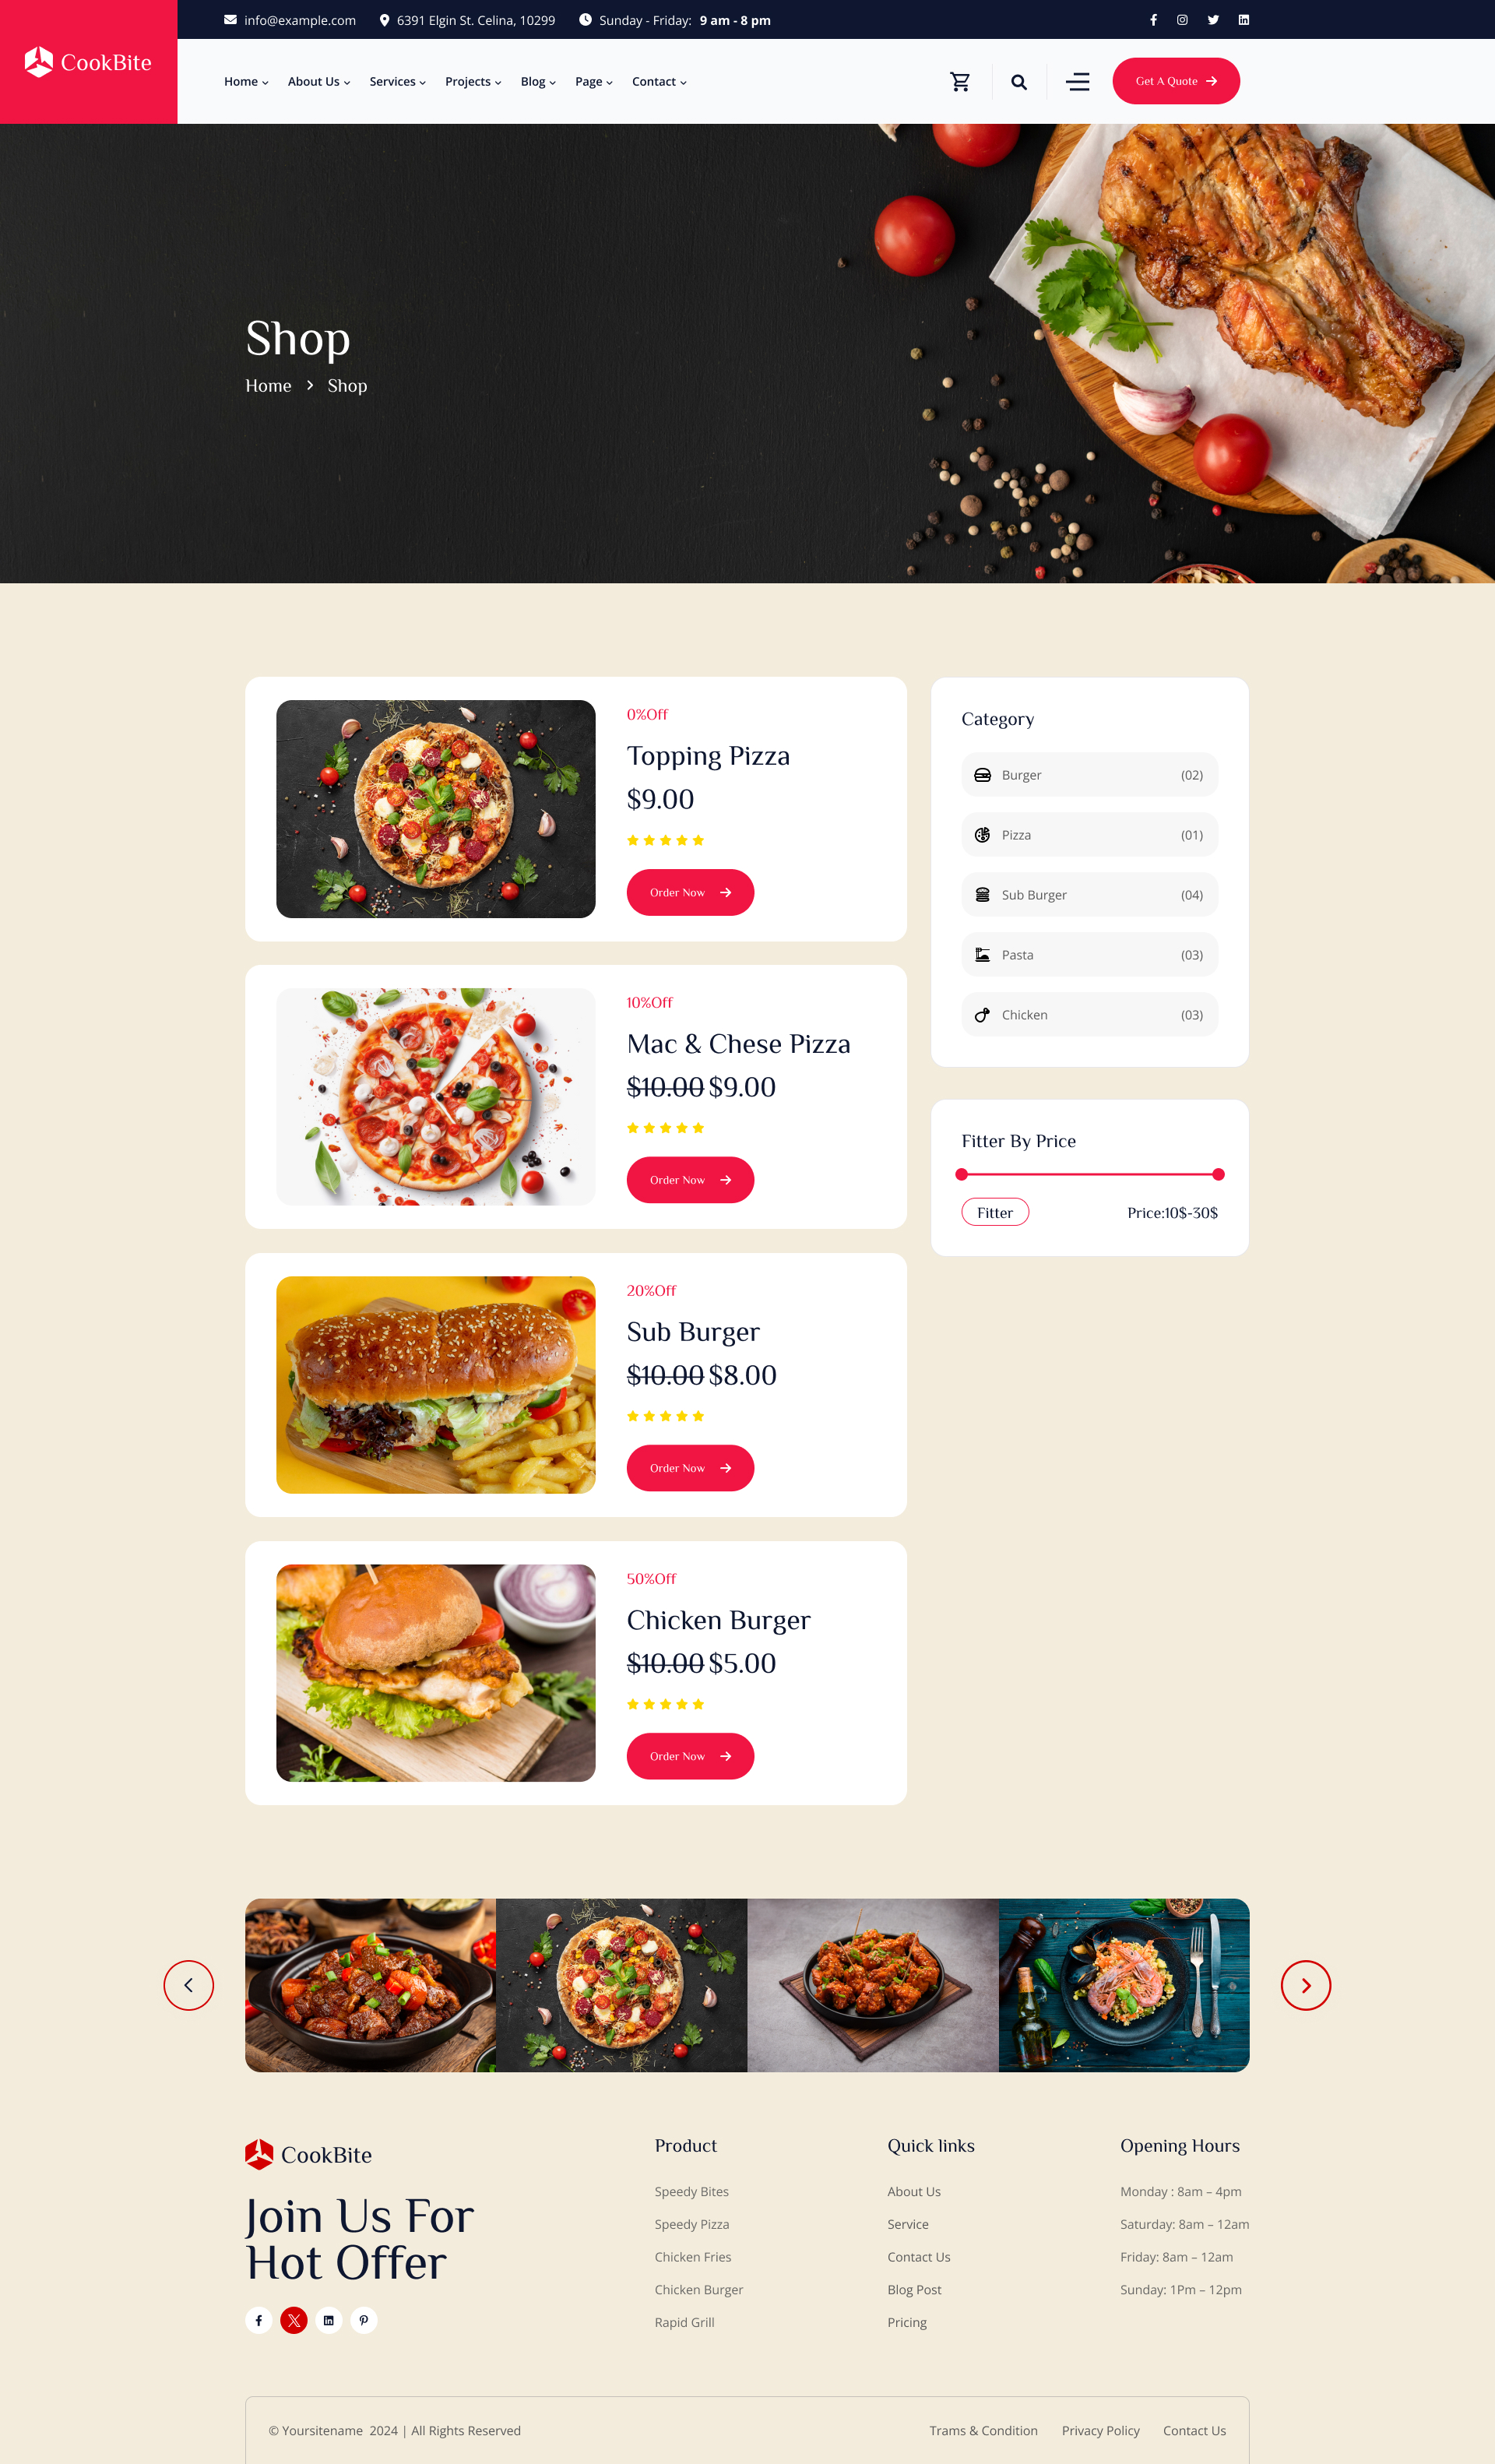 CookBite
info@example.com 6391 Elgin St. Celina, 10299 Sunday - Friday: 9 am - 8 pm
Home About Us Services Projects Blog Page Contact Get A Quote
Shop
Home > Shop
0%Off
Topping Pizza
$9.00
Order Now
10%Off
Mac & Chese Pizza
$10.00 $9.00
Order Now
20%Off
Sub Burger
$10.00 $8.00
Order Now
50%Off
Chicken Burger
$10.00 $5.00
Order Now
Category
Burger (02)
Pizza (01)
Sub Burger (04)
Pasta (03)
Chicken (03)
Fitter By Price
Fitter Price:10$-30$
CookBite
Join Us For
Hot Offer
Product
Speedy Bites
Speedy Pizza
Chicken Fries
Chicken Burger
Rapid Grill
Quick links
About Us
Service
Contact Us
Blog Post
Pricing
Opening Hours
Monday : 8am – 4pm
Saturday: 8am – 12am
Friday: 8am – 12am
Sunday: 1Pm – 12pm
© Yoursitename 2024 | All Rights Reserved
Trams & Condition Privacy Policy Contact Us